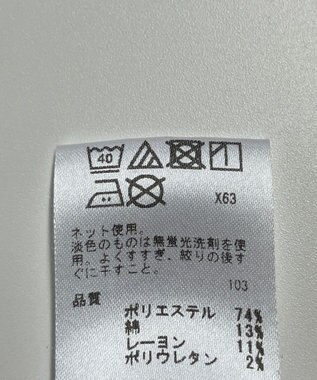 40
X63
ネット使用。
淡色のものは無蛍光洗剤を使
用。よくすすぎ、絞りの後す
ぐに干すこと。
103
品質
ポリエステル 74%
綿 13%
レーヨン 11%
ポリウレタン 2%